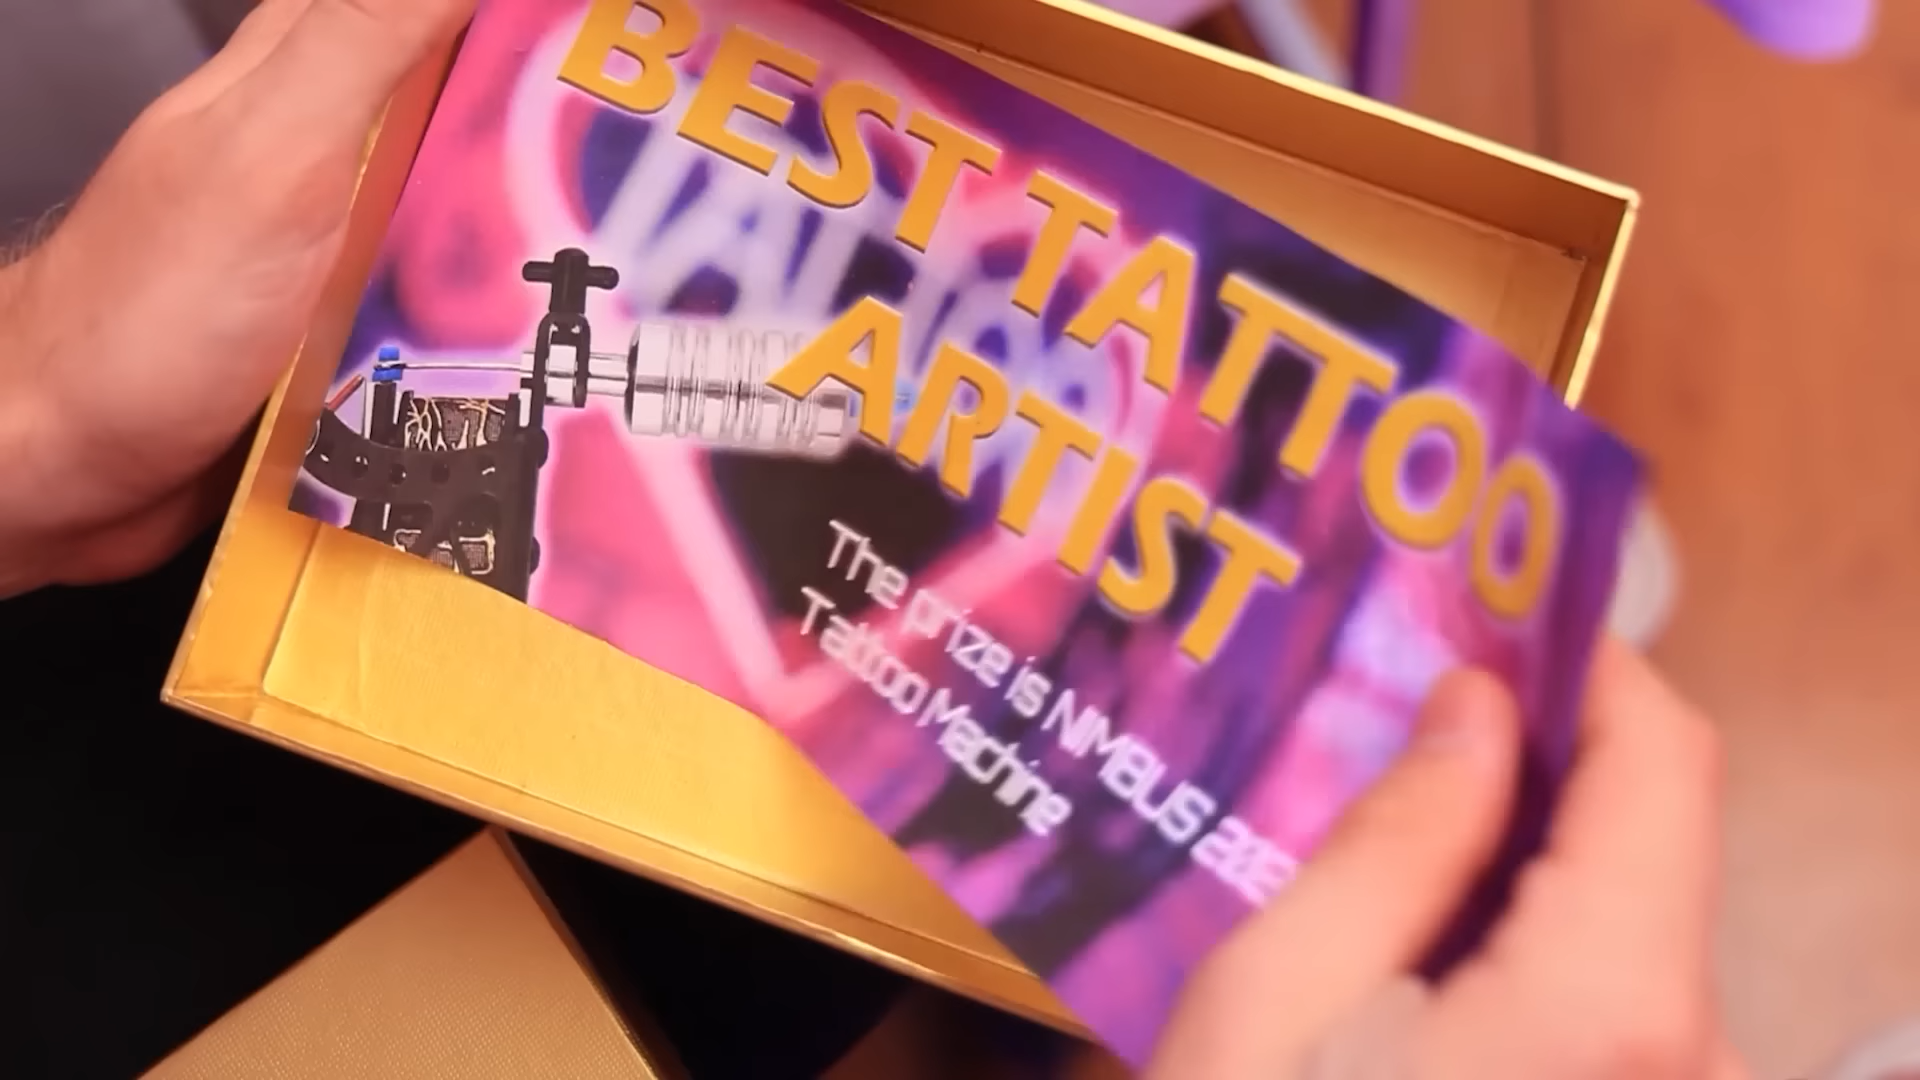 BEST TATTOO
ARTIST
The prize is NIMBUS
Tattoo Machine